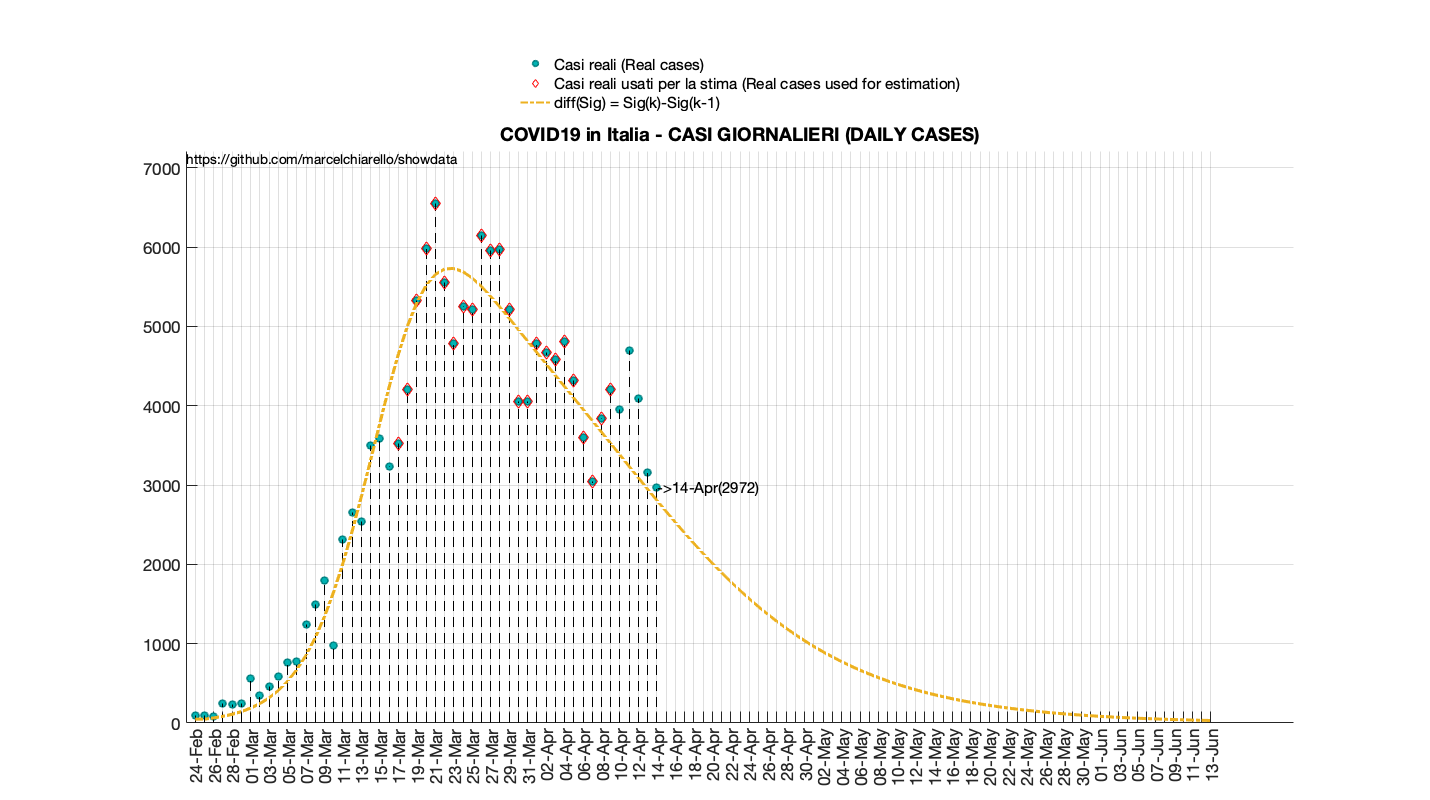 Casi reali (Real cases)
Casi reali usati per la stima (Real cases used for estimation)
diff(Sig) = Sig(k)-Sig(k-1)
COVID19 in Italia - CASI GIORNALIERI (DAILY CASES)
https://github.com/marcelchiarello/showdata
7000
6000
5000
4000
3000
2000
1000
0
->14-Apr(2972)
24-Feb
26-Feb
28-Feb
01-Mar
03-Mar
05-Mar
07-Mar
09-Mar
11-Mar
13-Mar
15-Mar
17-Mar
19-Mar
21-Mar
23-Mar
25-Mar
27-Mar
29-Mar
31-Mar
02-Apr
04-Apr
06-Apr
08-Apr
10-Apr
12-Apr
14-Apr
16-Apr
18-Apr
20-Apr
22-Apr
24-Apr
26-Apr
28-Apr
30-Apr
02-May
04-May
06-May
08-May
10-May
12-May
14-May
16-May
18-May
20-May
22-May
24-May
26-May
28-May
30-May
01-Jun
03-Jun
05-Jun
07-Jun
09-Jun
11-Jun
13-Jun